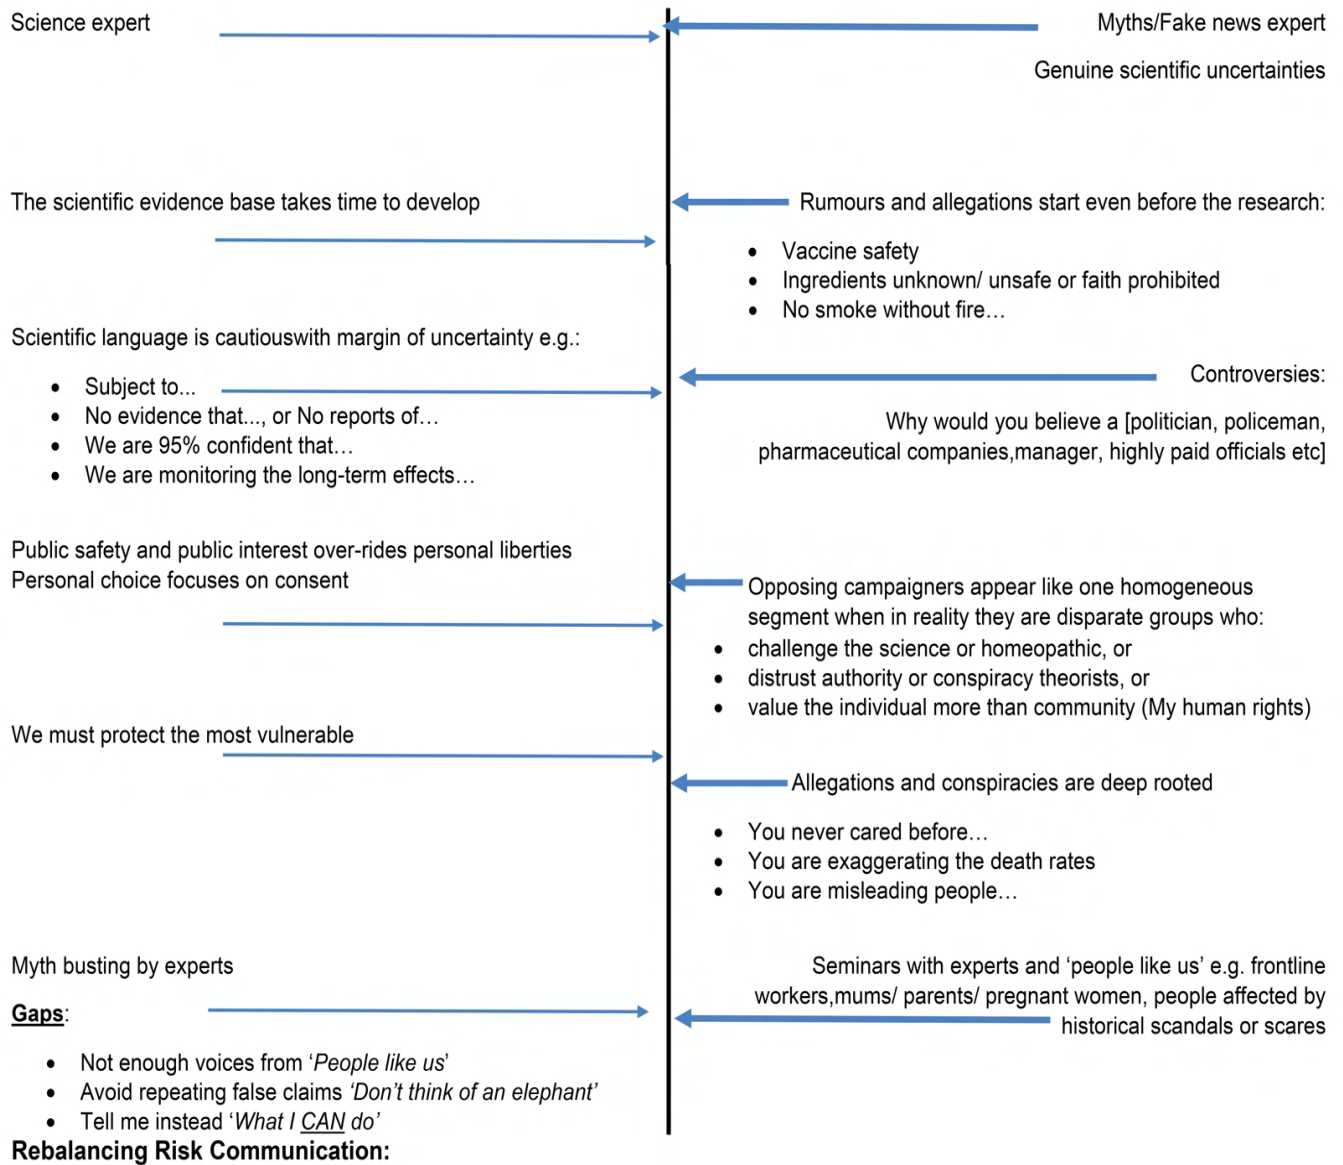 Science expert
Myths/Fake news expert
Genuine scientific uncertainties
The scientific evidence base takes time to develop
Rumours and allegations start even before the research:
• Vaccine safety
• Ingredients unknown/ unsafe or faith prohibited
• No smoke without fire…
Scientific language is cautiouswith margin of uncertainty e.g.:
• Subject to...
• No evidence that..., or No reports of…
• We are 95% confident that…
• We are monitoring the long-term effects…
Controversies:
Why would you believe a [politician, policeman,
pharmaceutical companies,manager, highly paid officials etc]
Public safety and public interest over-rides personal liberties
Personal choice focuses on consent
Opposing campaigners appear like one homogeneous
segment when in reality they are disparate groups who:
• challenge the science or homeopathic, or
• distrust authority or conspiracy theorists, or
• value the individual more than community (My human rights)
We must protect the most vulnerable
Allegations and conspiracies are deep rooted
• You never cared before…
• You are exaggerating the death rates
• You are misleading people…
Myth busting by experts
Seminars with experts and ‘people like us’ e.g. frontline
workers,mums/ parents/ pregnant women, people affected by
historical scandals or scares
Gaps:
• Not enough voices from ‘People like us’
• Avoid repeating false claims ‘Don’t think of an elephant’
• Tell me instead ‘What I CAN do’
Rebalancing Risk Communication: